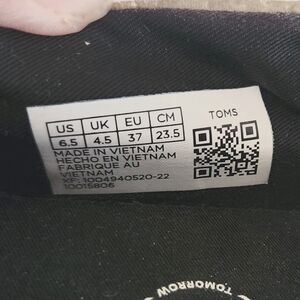 US UK EU CM TOMS
6.5 4.5 37 23.5
MADE IN VIETNAM
HECHO EN VIETNAM
FABRIQUE AU
VIETNAM
XF: 1004940520-22
10015806
TOMORROW